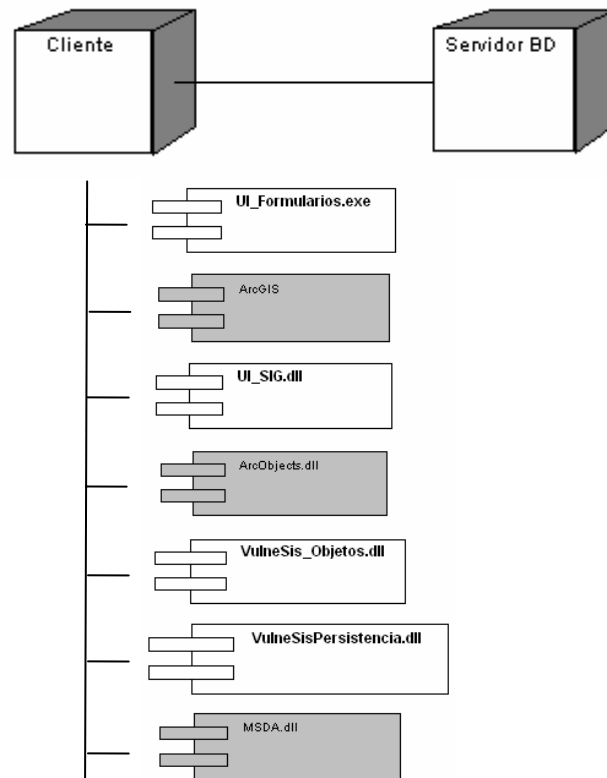 Cliente
Servidor BD
UI_Formularios.exe
ArcGIS
UI_SIG.dll
ArcObjects.dll
VulneSis_Objetos.dll
VulneSisPersistencia.dll
MSDA.dll